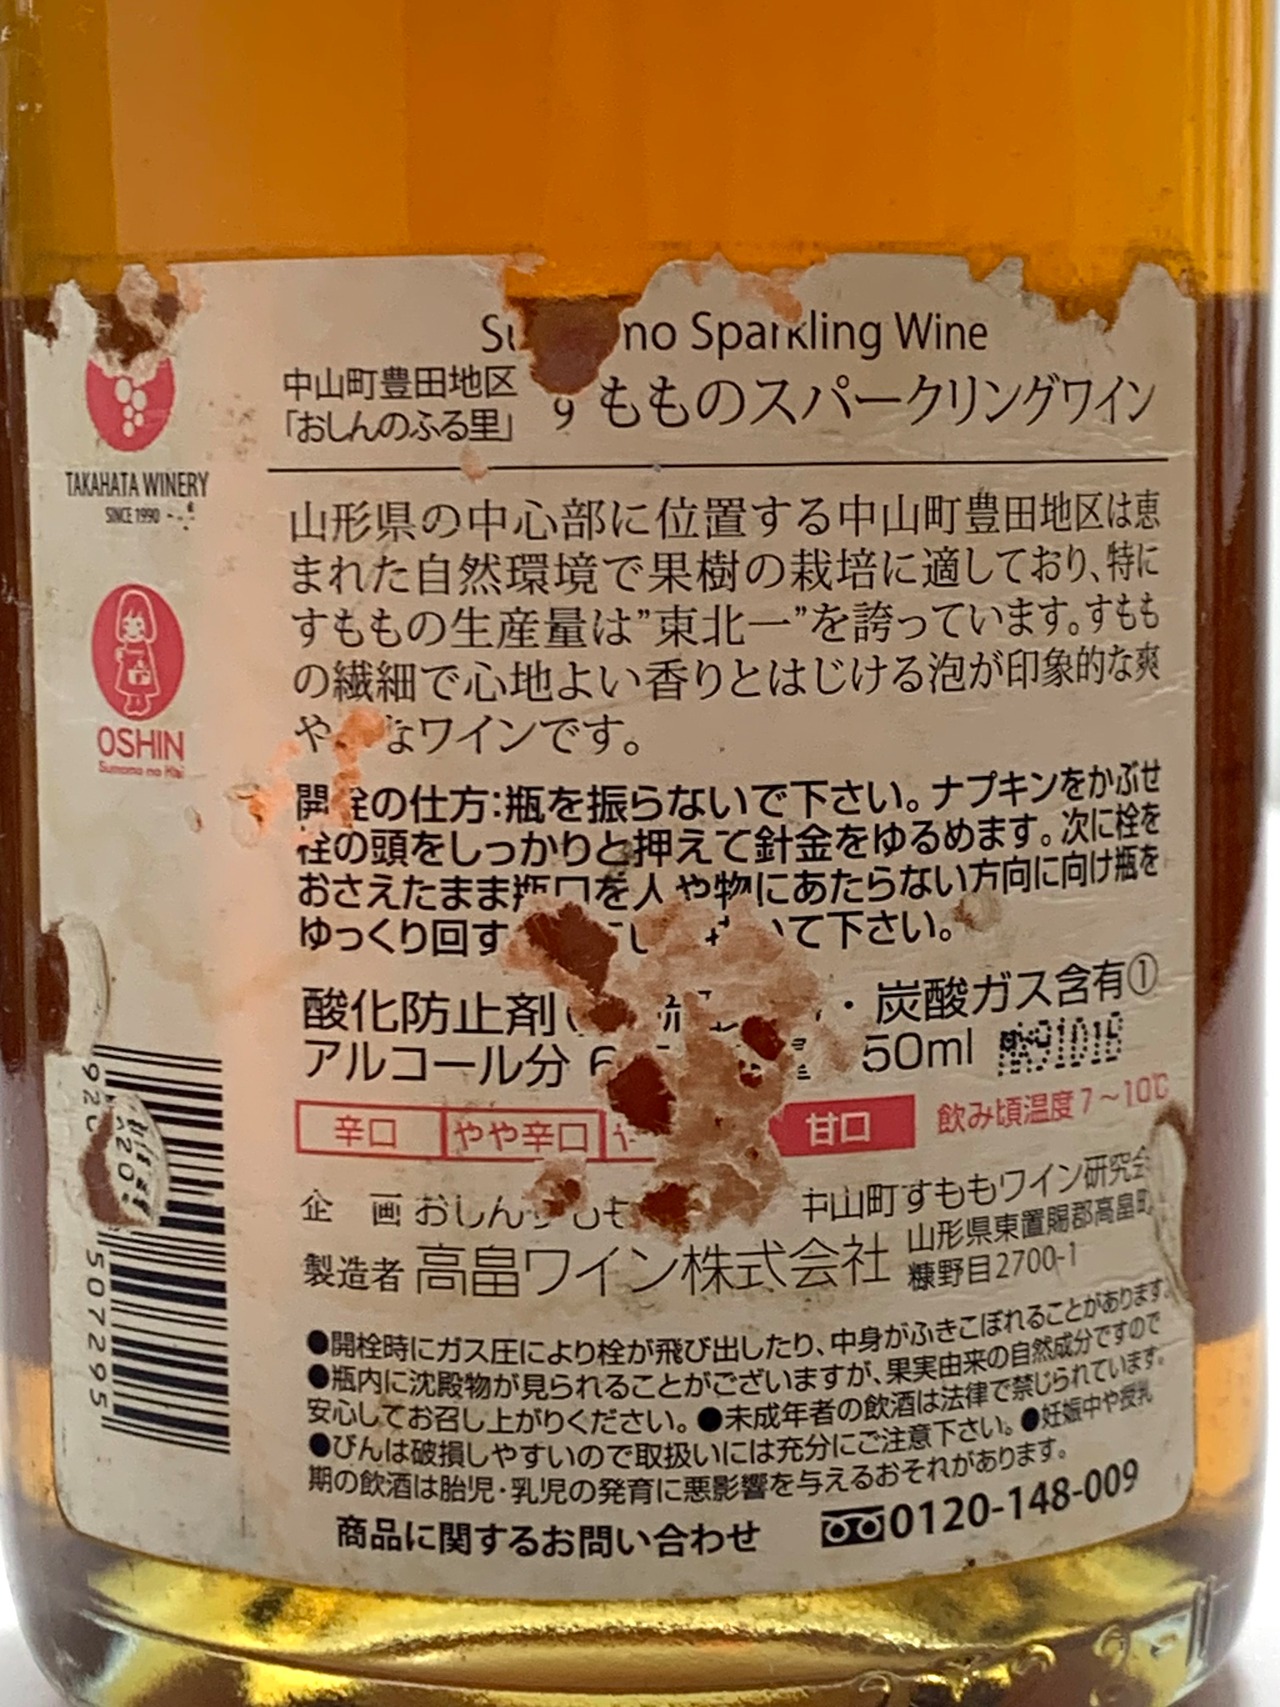 Sparkling Wine
中山町豊田地区
「おしんのふる里」
すもものスパークリングワイン
TAKAHATA WINERY
SINCE 1990
OSHIN
Sumomo no Hai
山形県の中心部に位置する中山町豊田地区は恵
まれた自然環境で果樹の栽培に適しており、特に
すももの生産量は"東北一"を誇っています。すもも
の繊細で心地よい香りとはじける泡が印象的な爽
や なワインです。
開栓の仕方:瓶を振らないで下さい。ナプキンをかぶせ
栓の頭をしっかりと押えて針金をゆるめます。次に栓を
おさえたまま瓶口を人や物にあたらない方向に向け瓶を
ゆっくり回す いて下さい。
酸化防止剤 ・炭酸ガス含有①
アルコール分 6 50ml
辛口 やや辛口 甘口 飲み頃温度7〜10℃
企 画 おしんすもも 中山町すももワイン研究会
製造者 高畠ワイン株式会社 山形県東置賜郡高畠町
糠野目2700-1
●開栓時にガス圧により栓が飛び出したり、中身がふきこぼれることがあります。
●瓶内に沈殿物が見られることがございますが、果実由来の自然成分ですので
安心してお召し上がりください。●未成年者の飲酒は法律で禁じられています。
●びんは破損しやすいので取扱いには充分にご注意下さい。●妊娠中や授乳
期の飲酒は胎児・乳児の発育に悪影響を与えるおそれがあります。
商品に関するお問い合わせ 0120-148-009
507295